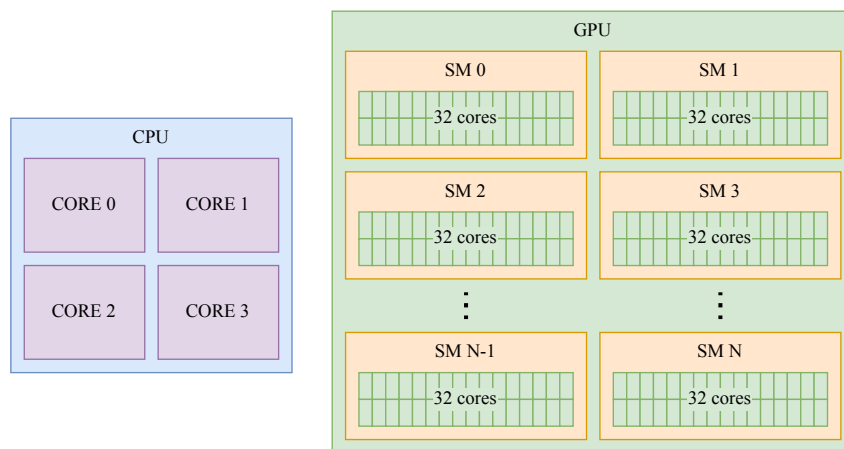 CPU
CORE 0
CORE 1
CORE 2
CORE 3
GPU
SM 0
32 cores
SM 1
32 cores
SM 2
32 cores
SM 3
32 cores
SM N-1
32 cores
SM N
32 cores